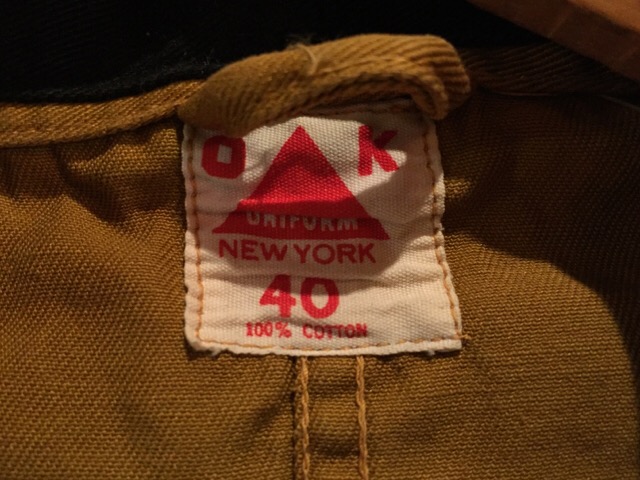 O K
UNIFORM
NEW YORK
40
100% COTTON